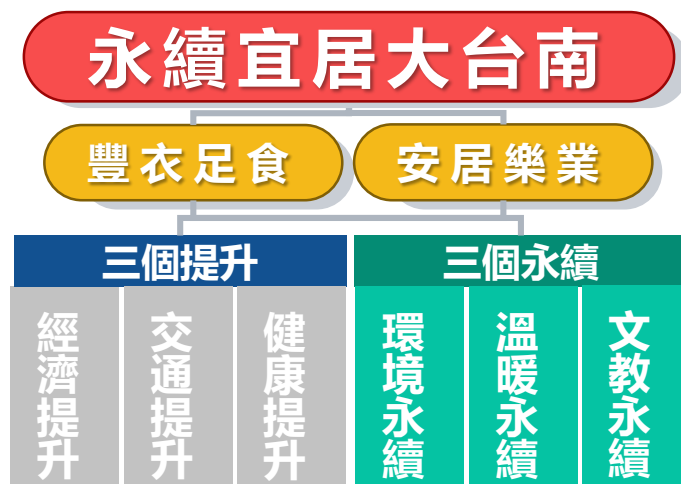 永續宜居大台南
豐衣足食
安居樂業
三個提升
三個永續
經濟提升
交通提升
健康提升
環境永續
溫暖永續
文教永續